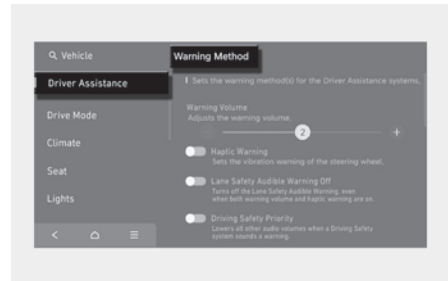 Vehicle
Warning Method
Driver Assistance
Sets the warning method(s) for the Driver Assistance systems.
Warning Volume
Adjusts the warning volume.
2
Drive Mode
Haptic Warning
Sets the vibration warning of the steering wheel.
Climate
Lane Safety Audible Warning Off
Turns off the Lane Safety Audible Warning, even
when both warning volume and haptic warning are on.
Seat
Driving Safety Priority
Lowers all other audio volumes when a Driving Safety
system sounds a warning.
Lights